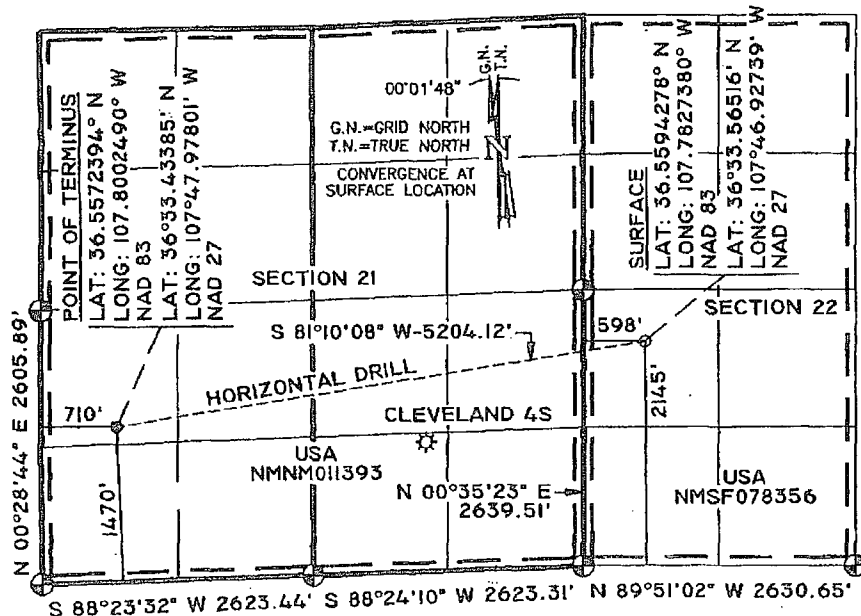 POINT OF TERMINUS
LAT: 36.5572394° N
LONG: 107.8002490° W
NAD 83
LAT: 36°33.43385' N
LONG: 107°47.97801' W
NAD 27
00°01'48"
G.N.
T.N.
G.N.=GRID NORTH
T.N.=TRUE NORTH
N
CONVERGENCE AT
SURFACE LOCATION
SURFACE
LAT: 36.5594278° N
LONG: 107.7827380° W
NAD 83
LAT: 36°33.56516' N
LONG: 107°46.92739' W
NAD 27
SECTION 21
SECTION 22
S 81°10'08" W-5204.12'
598'
HORIZONTAL DRILL
2145'
710'
CLEVELAND 4S
1470'
USA
NMNM011393
N 00°35'23" E
2639.51'
USA
NMSF078356
N 00°28'44" E 2605.89'
S 88°23'32" W 2623.44'
S 88°24'10" W 2623.31'
N 89°51'02" W 2630.65'